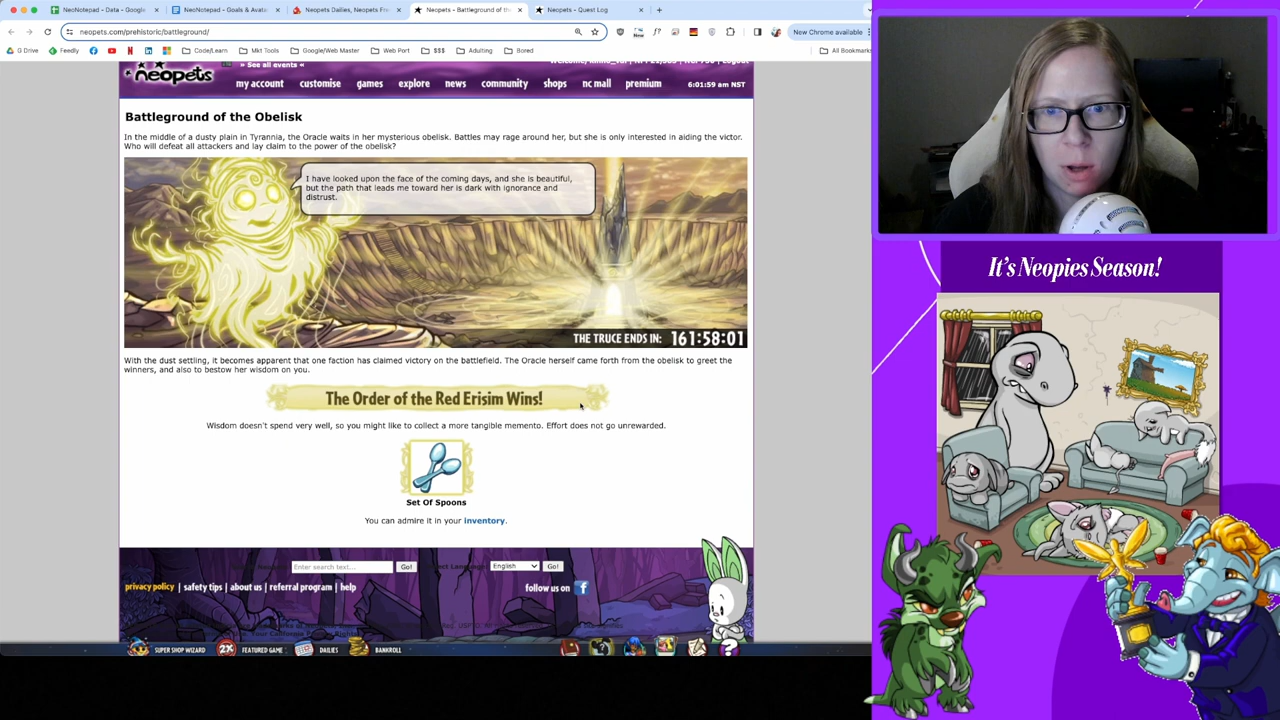 NeoNotepad - Data - Google
NeoNotepad - Goals & Avata
Neopets Dailies, Neopets Fre
Neopets - Battleground of the
Neopets - Quest Log
neopets.com/prehistoric/battleground/
New Chrome available
G Drive
Feedly
Code/Learn
Mkt Tools
Google/Web Master
Web Port
$$$
Adulting
Bored
All Bookmarks
See all events
neopets
my account
customise
games
explore
news
community
shops
nc mall
premium
6:01:59 am NST
Battleground of the Obelisk
In the middle of a dusty plain in Tyrannia, the Oracle waits in her mysterious obelisk. Battles may rage around her, but she is only interested in aiding the victor.
Who will defeat all attackers and lay claim to the power of the obelisk?
I have looked upon the face of the coming days, and she is beautiful,
but the path that leads me toward her is dark with ignorance and
distrust.
THE TRUCE ENDS IN: 161:58:01
With the dust settling, it becomes apparent that one faction has claimed victory on the battlefield. The Oracle herself came forth from the obelisk to greet the
winners, and also to bestow her wisdom on you.
The Order of the Red Erisim Wins!
Wisdom doesn't spend very well, so you might like to collect a more tangible memento. Effort does not go unrewarded.
Set Of Spoons
You can admire it in your inventory.
Enter search text...
Go!
English
Go!
privacy policy | safety tips | about us | referral program | help
follow us on
SUPER SHOP WIZARD
2X FEATURED GAME
DAILIES
BANKROLL
It's Neopies Season!